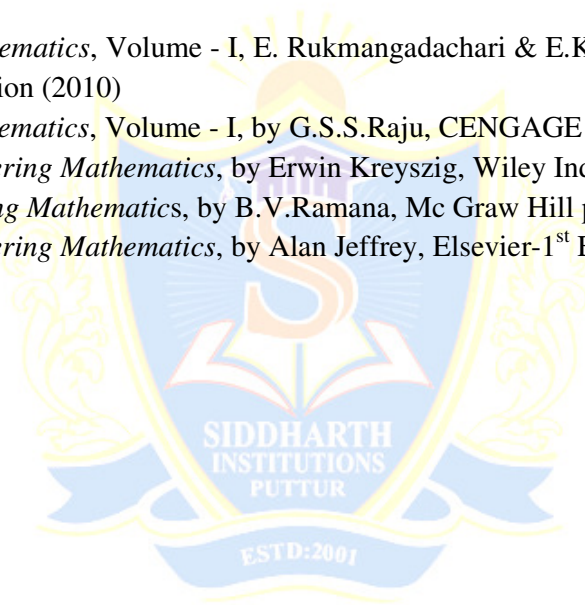 ematics, Volume - I, E. Rukmangadachari & E.K
ion (2010)
ematics, Volume - I, by G.S.S.Raju, CENGAGE
ering Mathematics, by Erwin Kreyszig, Wiley Ind
ng Mathematics, by B.V.Ramana, Mc Graw Hill p
ering Mathematics, by Alan Jeffrey, Elsevier-1st E
SIDDHARTH
INSTITUTIONS
PUTTUR
ESTD:2001